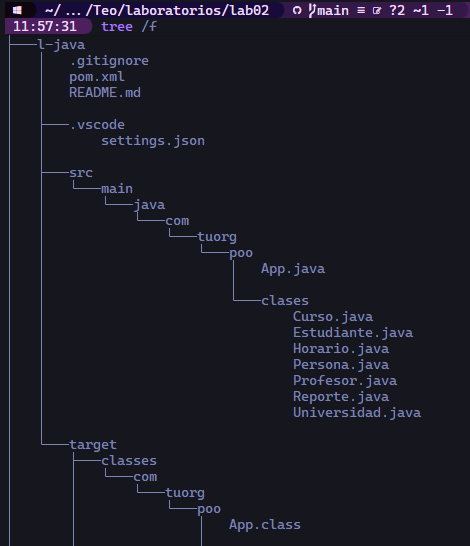 ~/.../Teo/laboratorios/lab02 main ≡ ?2 ~1 -1
11:57:31 tree /f
l-java
.gitignore
pom.xml
README.md
.vscode
settings.json
src
main
java
com
tuorg
poo
App.java
clases
Curso.java
Estudiante.java
Horario.java
Persona.java
Profesor.java
Reporte.java
Universidad.java
target
classes
com
tuorg
poo
App.class